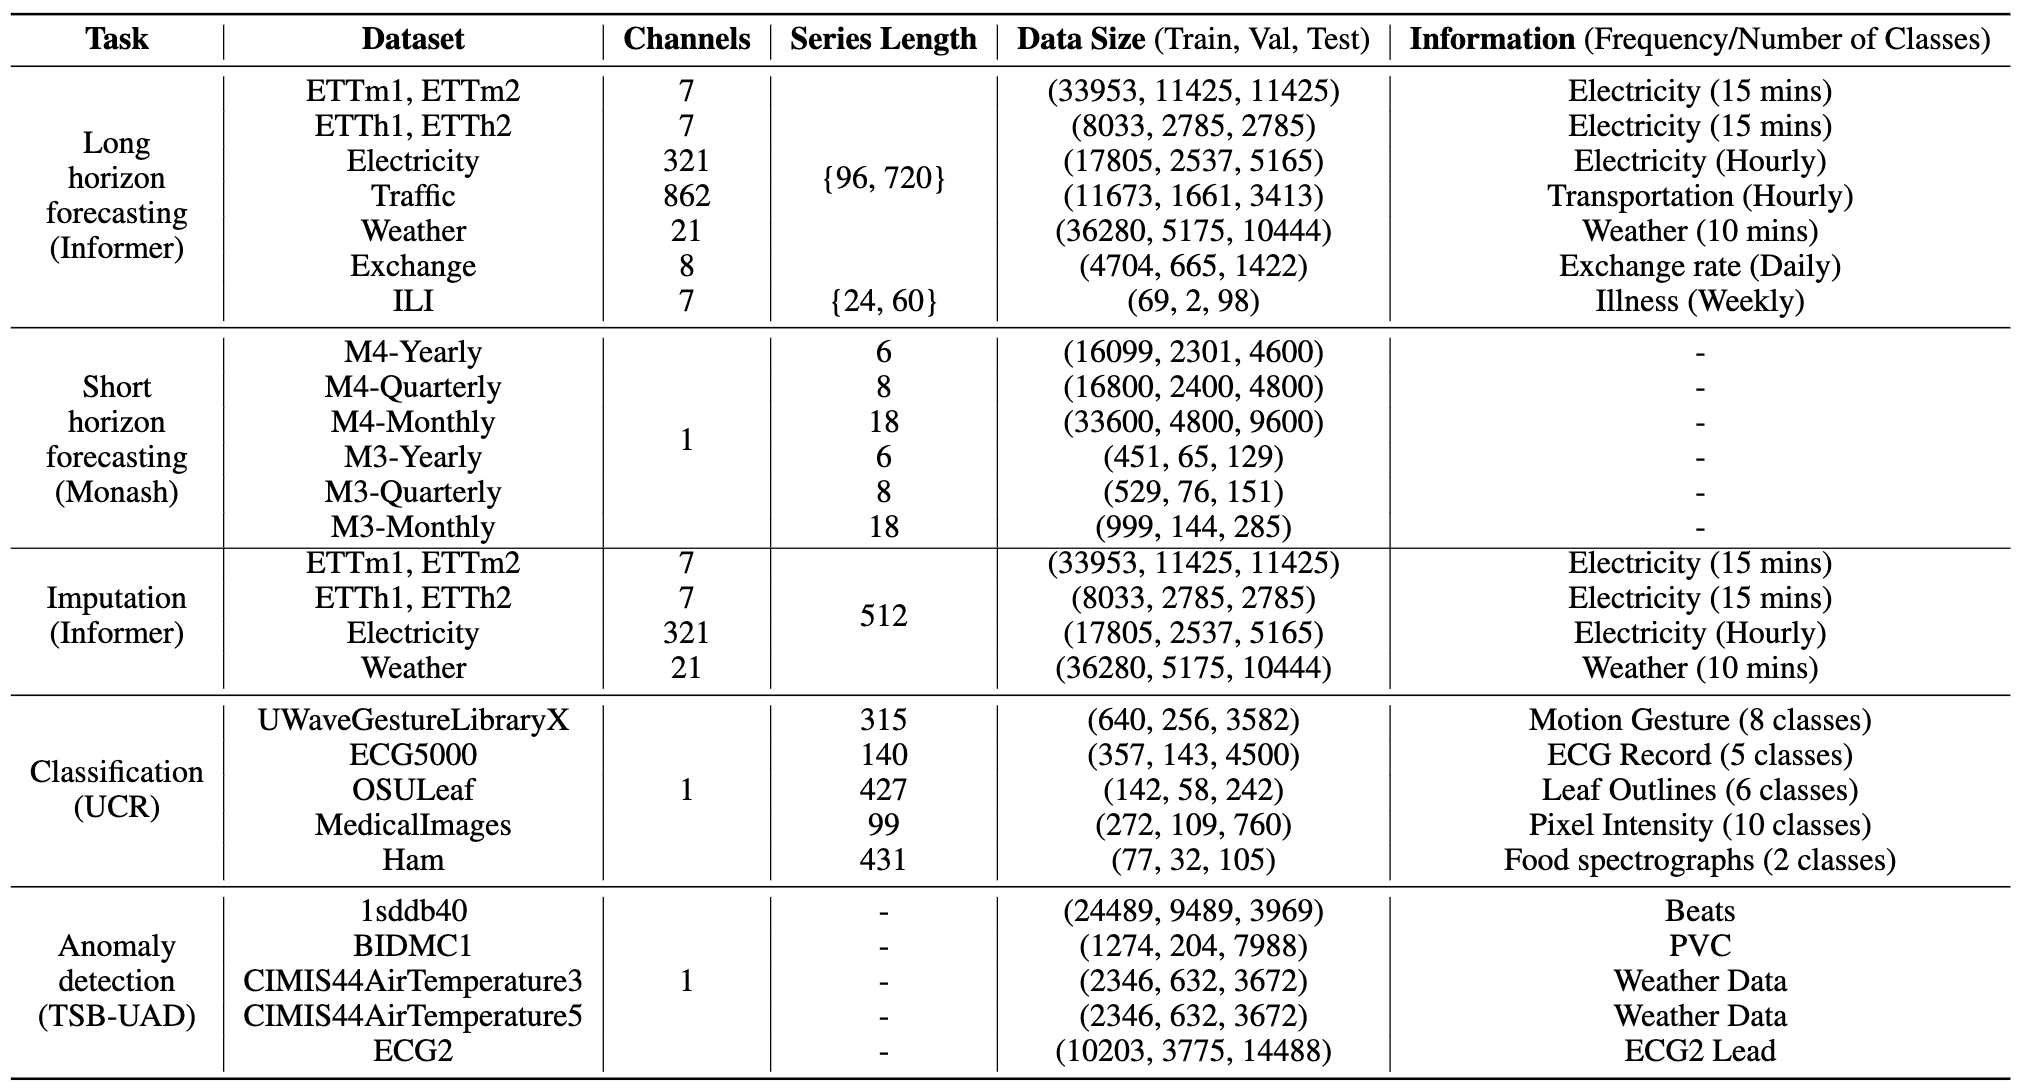 Task Dataset Channels Series Length Data Size (Train, Val, Test) Information (Frequency/Number of Classes)
Long horizon forecasting (Informer)
ETTm1, ETTm2 7 {96, 720} (33953, 11425, 11425) Electricity (15 mins)
ETTh1, ETTh2 7 (8033, 2785, 2785) Electricity (15 mins)
Electricity 321 (17805, 2537, 5165) Electricity (Hourly)
Traffic 862 (11673, 1661, 3413) Transportation (Hourly)
Weather 21 (36280, 5175, 10444) Weather (10 mins)
Exchange 8 (4704, 665, 1422) Exchange rate (Daily)
ILI 7 {24, 60} (69, 2, 98) Illness (Weekly)
Short horizon forecasting (Monash)
M4-Yearly 1 6 (16099, 2301, 4600) -
M4-Quarterly 8 (16800, 2400, 4800) -
M4-Monthly 18 (33600, 4800, 9600) -
M3-Yearly 6 (451, 65, 129) -
M3-Quarterly 8 (529, 76, 151) -
M3-Monthly 18 (999, 144, 285) -
Imputation (Informer)
ETTm1, ETTm2 7 512 (33953, 11425, 11425) Electricity (15 mins)
ETTh1, ETTh2 7 (8033, 2785, 2785) Electricity (15 mins)
Electricity 321 (17805, 2537, 5165) Electricity (Hourly)
Weather 21 (36280, 5175, 10444) Weather (10 mins)
Classification (UCR)
UWaveGestureLibraryX 1 315 (640, 256, 3582) Motion Gesture (8 classes)
ECG5000 140 (357, 143, 4500) ECG Record (5 classes)
OSULeaf 427 (142, 58, 242) Leaf Outlines (6 classes)
MedicalImages 99 (272, 109, 760) Pixel Intensity (10 classes)
Ham 431 (77, 32, 105) Food spectrographs (2 classes)
Anomaly detection (TSB-UAD)
1sddb40 1 - (24489, 9489, 3969) Beats
BIDMC1 - (1274, 204, 7988) PVC
CIMIS44AirTemperature3 - (2346, 632, 3672) Weather Data
CIMIS44AirTemperature5 - (2346, 632, 3672) Weather Data
ECG2 - (10203, 3775, 14488) ECG2 Lead